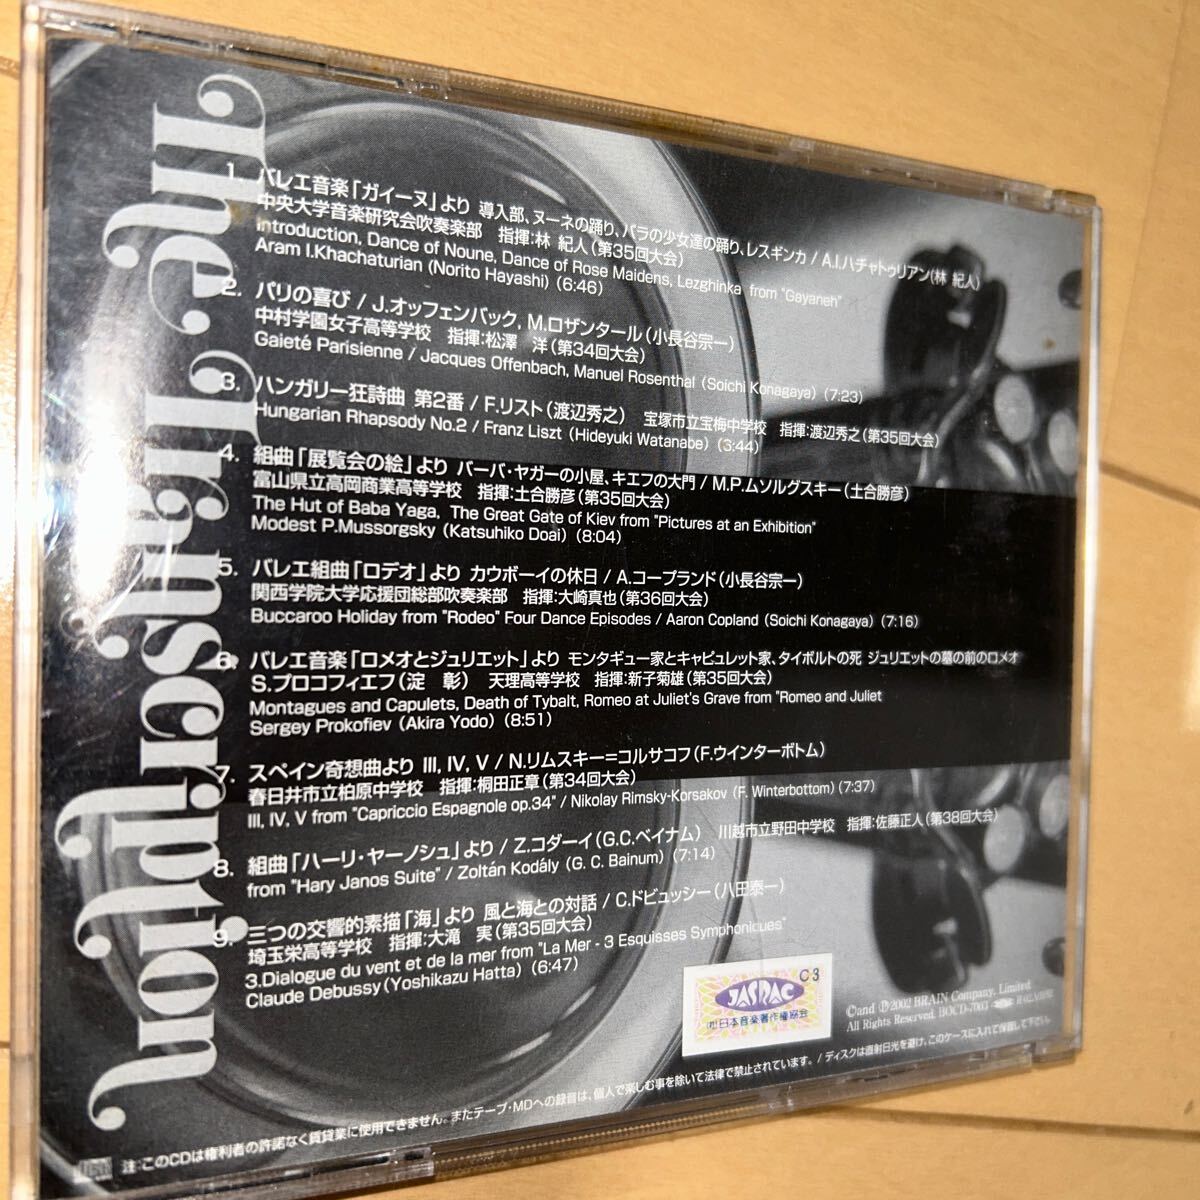 The Transcription
1. バレエ音楽「ガイーヌ」より 導入部、ヌーネの踊り、バラの少女達の踊り、レスギンカ / A.I.ハチャトゥリアン(林 紀人)
中央大学音楽研究会吹奏楽部 指揮:林 紀人(第35回大会)
Introduction, Dance of Noune, Dance of Rose Maidens, Lezghinka from "Gayaneh"
Aram I.Khachaturian (Norito Hayashi) (6:46)
2. パリの喜び / J.オッフェンバック, M.ロザンタール(小長谷宗一)
中村学園女子高等学校 指揮:松澤 洋(第34回大会)
Gaieté Parisienne / Jacques Offenbach, Manuel Rosenthal (Soichi Konagaya) (7:23)
3. ハンガリー狂詩曲 第2番 / F.リスト(渡辺秀之) 宝塚市立宝梅中学校 指揮:渡辺秀之(第35回大会)
Hungarian Rhapsody No.2 / Franz Liszt (Hideyuki Watanabe) (3:44)
4. 組曲「展覧会の絵」より バーバ・ヤガーの小屋、キエフの大門 / M.P.ムソルグスキー(土合勝彦)
富山県立高岡商業高等学校 指揮:土合勝彦(第35回大会)
The Hut of Baba Yaga, The Great Gate of Kiev from "Pictures at an Exhibition"
Modest P.Mussorgsky (Katsuhiko Doai) (8:04)
5. バレエ組曲「ロデオ」より カウボーイの休日 / A.コープランド(小長谷宗一)
関西学院大学応援団総部吹奏楽部 指揮:大崎真也(第36回大会)
Buccaroo Holiday from "Rodeo" Four Dance Episodes / Aaron Copland (Soichi Konagaya) (7:16)
6. バレエ音楽「ロメオとジュリエット」より モンタギュー家とキャピュレット家、タイボルトの死 ジュリエットの墓の前のロメオ
S.プロコフィエフ(淀 彰) 天理高等学校 指揮:新子菊雄(第35回大会)
Montagues and Capulets, Death of Tybalt, Romeo at Juliet's Grave from "Romeo and Juliet
Sergey Prokofiev (Akira Yodo) (8:51)
7. スペイン奇想曲より III, IV, V / N.リムスキー=コルサコフ(F.ウインターボトム)
春日井市立柏原中学校 指揮:桐田正章(第34回大会)
III, IV, V from "Capriccio Espagnole op.34" / Nikolay Rimsky-Korsakov (F. Winterbottom) (7:37)
8. 組曲「ハーリ・ヤーノシュ」より / Z.コダーイ(G.C.ベイナム) 川越市立野田中学校 指揮:佐藤正人(第38回大会)
from "Hary Janos Suite" / Zoltán Kodály (G. C. Bainum) (7:14)
9. 三つの交響的素描「海」より 風と海との対話 / C.ドビュッシー(八田泰一)
埼玉栄高等学校 指揮:大滝 実(第35回大会)
3.Dialogue du vent et de la mer from "La Mer - 3 Esquisses Symphonicues"
Claude Debussy(Yoshikazu Hatta) (6:47)
C3
JASRAC
(社)日本音楽著作権協会
©and ℗2002 BRAIN Company, Limited
All Rights Reserved. BOCD-7003
注:このCDは権利者の許諾なく賃貸業に使用できません。またテープ・MDへの録音は、個人で楽しむ事を除いて法律で禁止されています。 / ディスクは直射日光を避け、このケースに入れて保管して下さい。